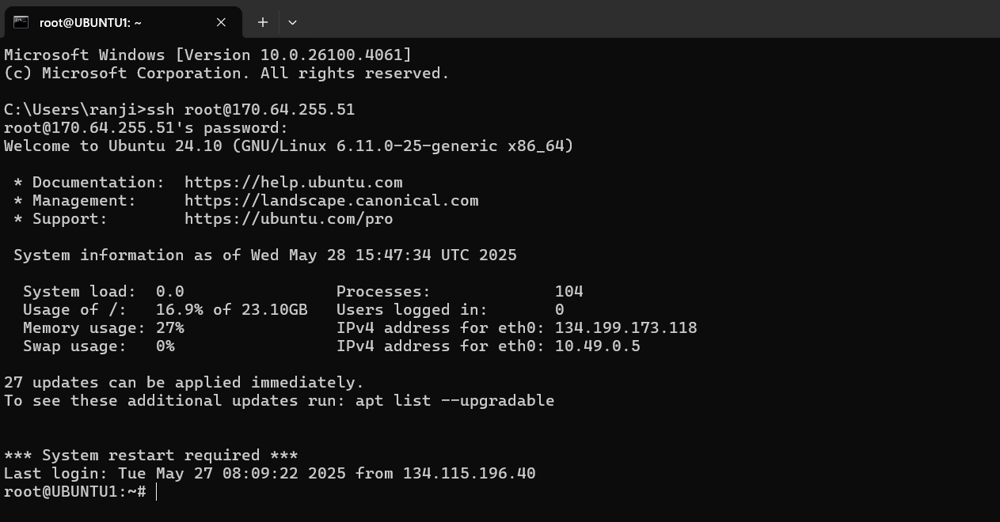 root@UBUNTU1: ~
Microsoft Windows [Version 10.0.26100.4061]
(c) Microsoft Corporation. All rights reserved.
C:\Users\ranji>ssh root@170.64.255.51
root@170.64.255.51's password:
Welcome to Ubuntu 24.10 (GNU/Linux 6.11.0-25-generic x86_64)
* Documentation:  https://help.ubuntu.com
* Management:     https://landscape.canonical.com
* Support:        https://ubuntu.com/pro
System information as of Wed May 28 15:47:34 UTC 2025
System load:  0.0                Processes:             104
Usage of /:   16.9% of 23.10GB   Users logged in:       0
Memory usage: 27%                IPv4 address for eth0: 134.199.173.118
Swap usage:   0%                 IPv4 address for eth0: 10.49.0.5
27 updates can be applied immediately.
To see these additional updates run: apt list --upgradable
*** System restart required ***
Last login: Tue May 27 08:09:22 2025 from 134.115.196.40
root@UBUNTU1:~#